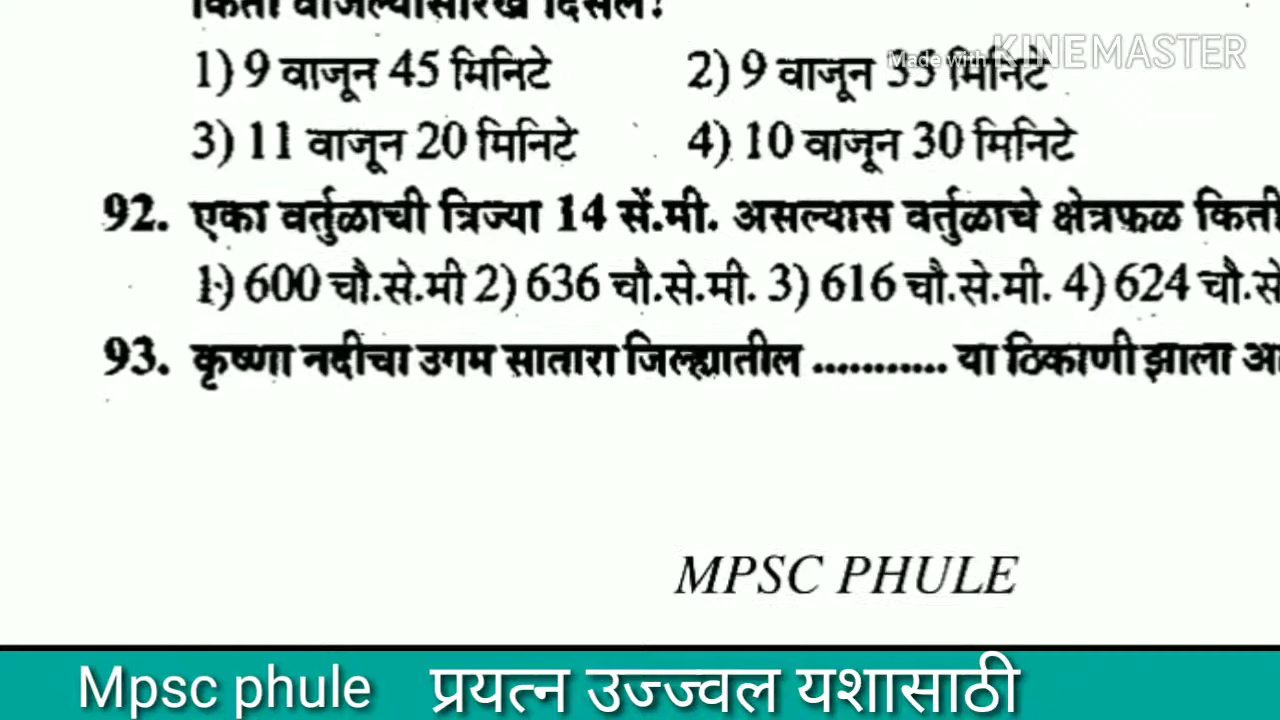 किती वाजल्यासारखे दिसेल?
Made with KINEMASTER
1) 9 वाजून 45 मिनिटे 2) 9 वाजून 35 मिनिटे
3) 11 वाजून 20 मिनिटे 4) 10 वाजून 30 मिनिटे
92. एका वर्तुळाची त्रिज्या 14 सें.मी. असल्यास वर्तुळाचे क्षेत्रफळ किती
1) 600 चौ.से.मी 2) 636 चौ.से.मी. 3) 616 चौ.से.मी. 4) 624 चौ.से
93. कृष्णा नदीचा उगम सातारा जिल्ह्यातील ........... या ठिकाणी झाला
MPSC PHULE
Mpsc phule प्रयत्न उज्ज्वल यशासाठी